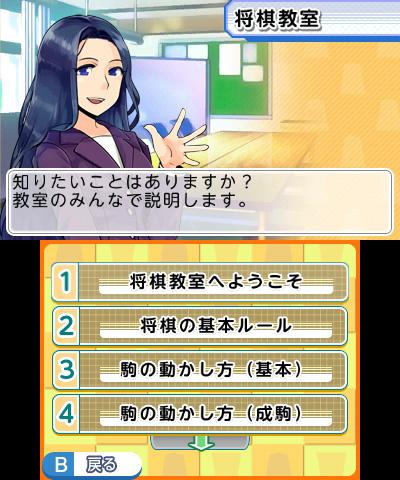 将棋教室
知りたいことはありますか？
教室のみんなで説明します。
1 将棋教室へようこそ
2 将棋の基本ルール
3 駒の動かし方（基本）
4 駒の動かし方（成駒）
B 戻る